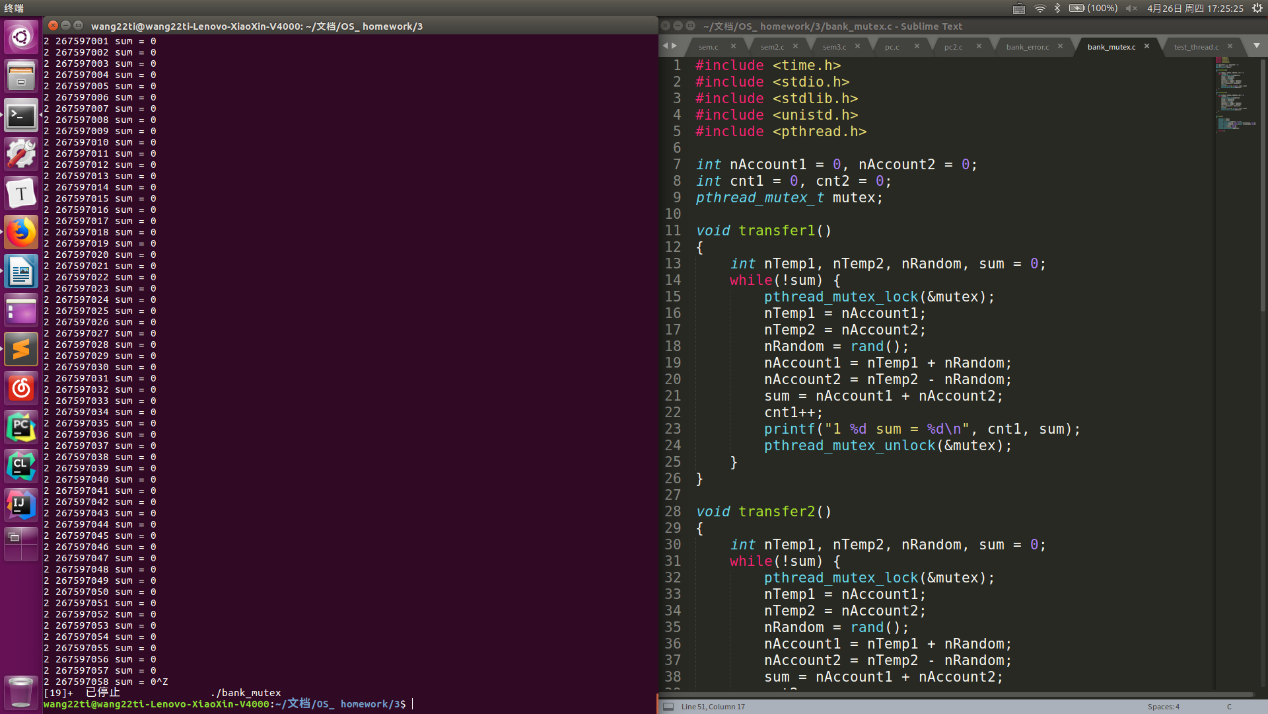 终端
(100%) 4月26日 周四 17:25:25
wang22ti@wang22ti-Lenovo-XiaoXin-V4000: ~/文档/OS_ homework/3
2 267597001 sum = 0
2 267597002 sum = 0
2 267597003 sum = 0
2 267597004 sum = 0
2 267597005 sum = 0
2 267597006 sum = 0
2 267597007 sum = 0
2 267597008 sum = 0
2 267597009 sum = 0
2 267597010 sum = 0
2 267597011 sum = 0
2 267597012 sum = 0
2 267597013 sum = 0
2 267597014 sum = 0
2 267597015 sum = 0
2 267597016 sum = 0
2 267597017 sum = 0
2 267597018 sum = 0
2 267597019 sum = 0
2 267597020 sum = 0
2 267597021 sum = 0
2 267597022 sum = 0
2 267597023 sum = 0
2 267597024 sum = 0
2 267597025 sum = 0
2 267597026 sum = 0
2 267597027 sum = 0
2 267597028 sum = 0
2 267597029 sum = 0
2 267597030 sum = 0
2 267597031 sum = 0
2 267597032 sum = 0
2 267597033 sum = 0
2 267597034 sum = 0
2 267597035 sum = 0
2 267597036 sum = 0
2 267597037 sum = 0
2 267597038 sum = 0
2 267597039 sum = 0
2 267597040 sum = 0
2 267597041 sum = 0
2 267597042 sum = 0
2 267597043 sum = 0
2 267597044 sum = 0
2 267597045 sum = 0
2 267597046 sum = 0
2 267597047 sum = 0
2 267597048 sum = 0
2 267597049 sum = 0
2 267597050 sum = 0
2 267597051 sum = 0
2 267597052 sum = 0
2 267597053 sum = 0
2 267597054 sum = 0
2 267597055 sum = 0
2 267597056 sum = 0
2 267597057 sum = 0
2 267597058 sum = 0^Z
[19]+ 已停止 ./bank_mutex
wang22ti@wang22ti-Lenovo-XiaoXin-V4000:~/文档/OS_ homework/3$
~/文档/OS_ homework/3/bank_mutex.c - Sublime Text
sem.c sem2.c sem3.c pc.c pc2.c bank_error.c bank_mutex.c test_thread.c
1 #include <time.h>
2 #include <stdio.h>
3 #include <stdlib.h>
4 #include <unistd.h>
5 #include <pthread.h>
6
7 int nAccount1 = 0, nAccount2 = 0;
8 int cnt1 = 0, cnt2 = 0;
9 pthread_mutex_t mutex;
10
11 void transfer1()
12 {
13 int nTemp1, nTemp2, nRandom, sum = 0;
14 while(!sum) {
15 pthread_mutex_lock(&mutex);
16 nTemp1 = nAccount1;
17 nTemp2 = nAccount2;
18 nRandom = rand();
19 nAccount1 = nTemp1 + nRandom;
20 nAccount2 = nTemp2 - nRandom;
21 sum = nAccount1 + nAccount2;
22 cnt1++;
23 printf("1 %d sum = %d\n", cnt1, sum);
24 pthread_mutex_unlock(&mutex);
25 }
26 }
27
28 void transfer2()
29 {
30 int nTemp1, nTemp2, nRandom, sum = 0;
31 while(!sum) {
32 pthread_mutex_lock(&mutex);
33 nTemp1 = nAccount1;
34 nTemp2 = nAccount2;
35 nRandom = rand();
36 nAccount1 = nTemp1 + nRandom;
37 nAccount2 = nTemp2 - nRandom;
38 sum = nAccount1 + nAccount2;
Line 51, Column 17
Spaces: 4
C
T
PC
CL
IJ